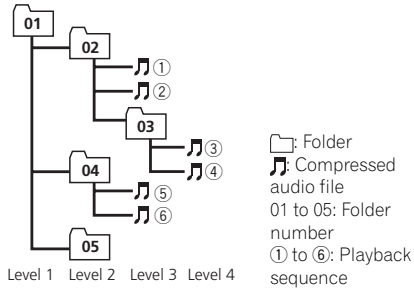 01
02
①
②
03
③
④
04
⑤
⑥
05
Level 1 Level 2 Level 3 Level 4
: Folder
: Compressed
audio file
01 to 05: Folder
number
① to ⑥: Playback
sequence